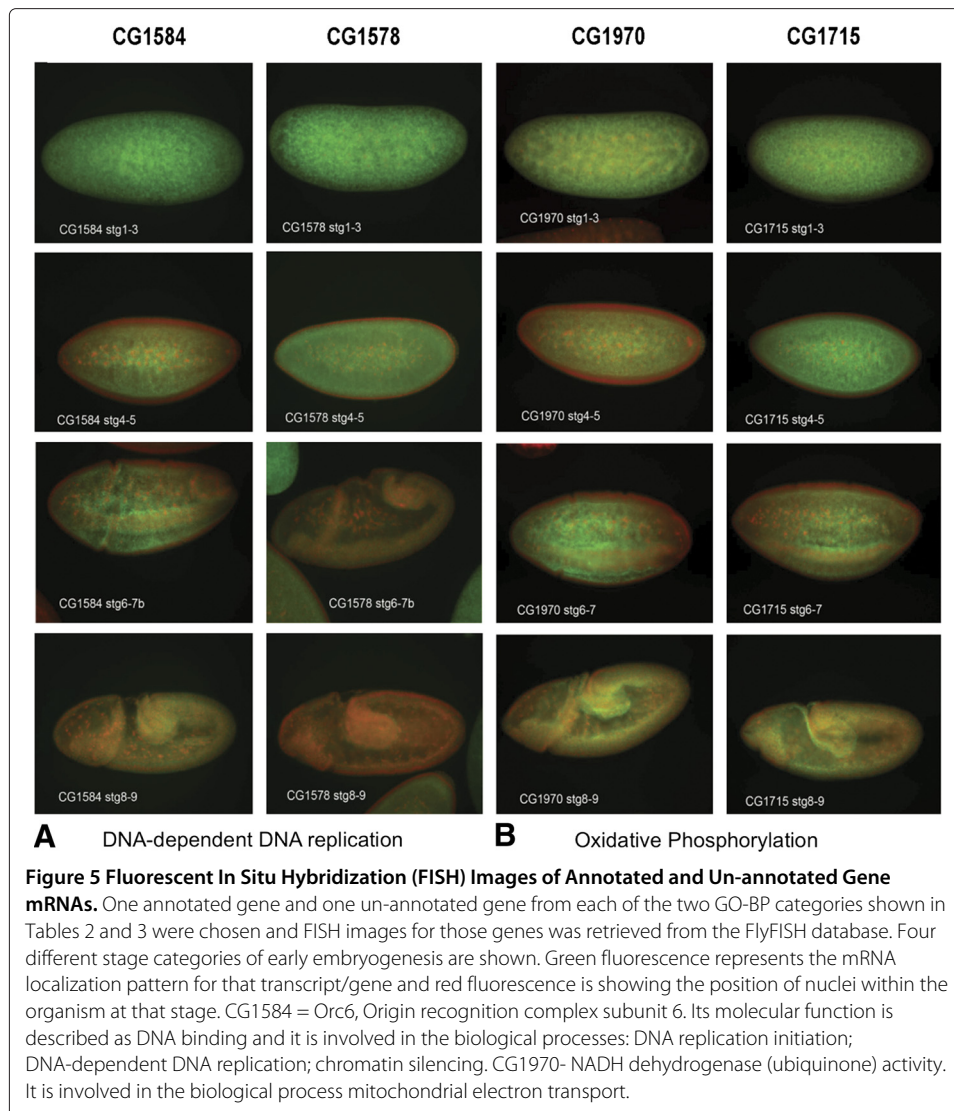 CG1584 CG1578 CG1970 CG1715
CG1584 stg1-3
CG1578 stg1-3
CG1970 stg1-3
CG1715 stg1-3
CG1584 stg4-5
CG1578 stg4-5
CG1970 stg4-5
CG1715 stg4-5
CG1584 stg6-7b
CG1578 stg6-7b
CG1970 stg6-7
CG1715 stg6-7
CG1584 stg8-9
CG1578 stg8-9
CG1970 stg8-9
CG1715 stg8-9
A DNA-dependent DNA replication B Oxidative Phosphorylation
Figure 5 Fluorescent In Situ Hybridization (FISH) Images of Annotated and Un-annotated Gene
mRNAs. One annotated gene and one un-annotated gene from each of the two GO-BP categories shown in
Tables 2 and 3 were chosen and FISH images for those genes was retrieved from the FlyFISH database. Four
different stage categories of early embryogenesis are shown. Green fluorescence represents the mRNA
localization pattern for that transcript/gene and red fluorescence is showing the position of nuclei within the
organism at that stage. CG1584 = Orc6, Origin recognition complex subunit 6. Its molecular function is
described as DNA binding and it is involved in the biological processes: DNA replication initiation;
DNA-dependent DNA replication; chromatin silencing. CG1970- NADH dehydrogenase (ubiquinone) activity.
It is involved in the biological process mitochondrial electron transport.